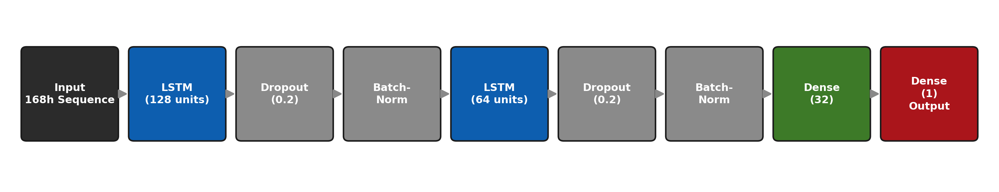 Input
168h Sequence
LSTM
(128 units)
Dropout
(0.2)
Batch-
Norm
LSTM
(64 units)
Dropout
(0.2)
Batch-
Norm
Dense
(32)
Dense
(1)
Output